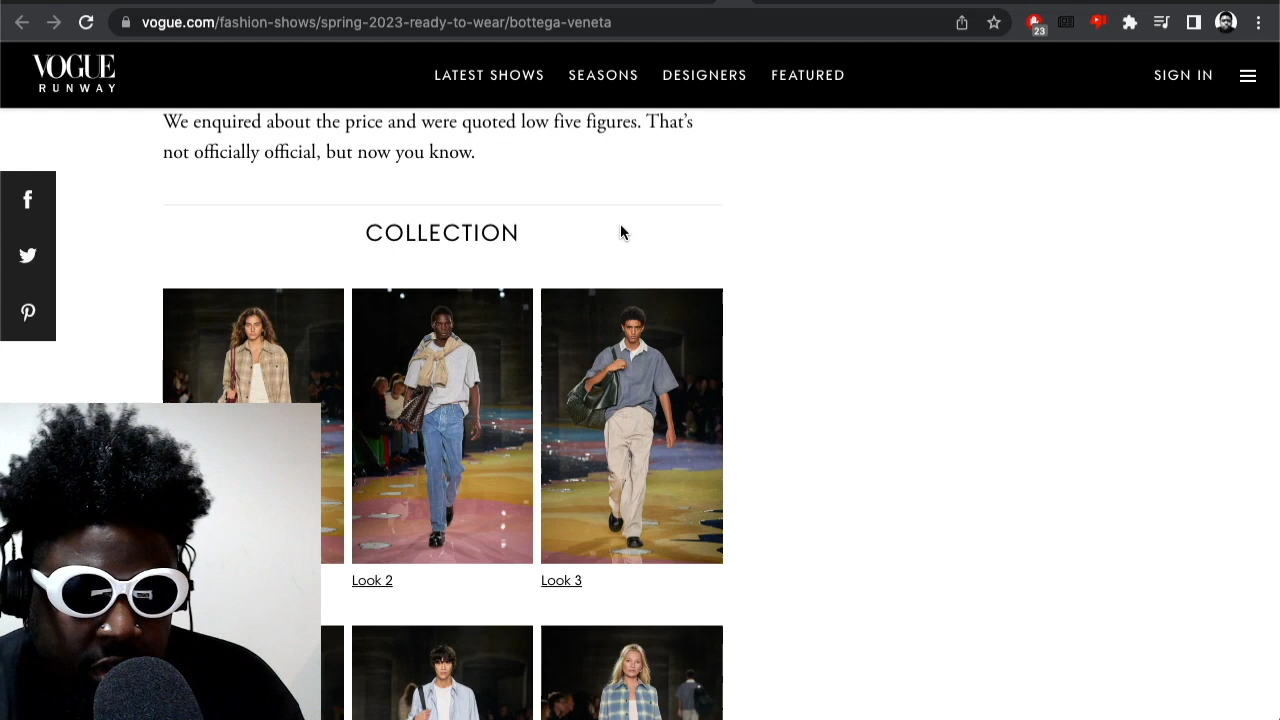 vogue.com/fashion-shows/spring-2023-ready-to-wear/bottega-veneta
23
VOGUE
RUNWAY
LATEST SHOWS SEASONS DESIGNERS FEATURED
SIGN IN
We enquired about the price and were quoted low five figures. That’s
not officially official, but now you know.
COLLECTION
Look 2
Look 3